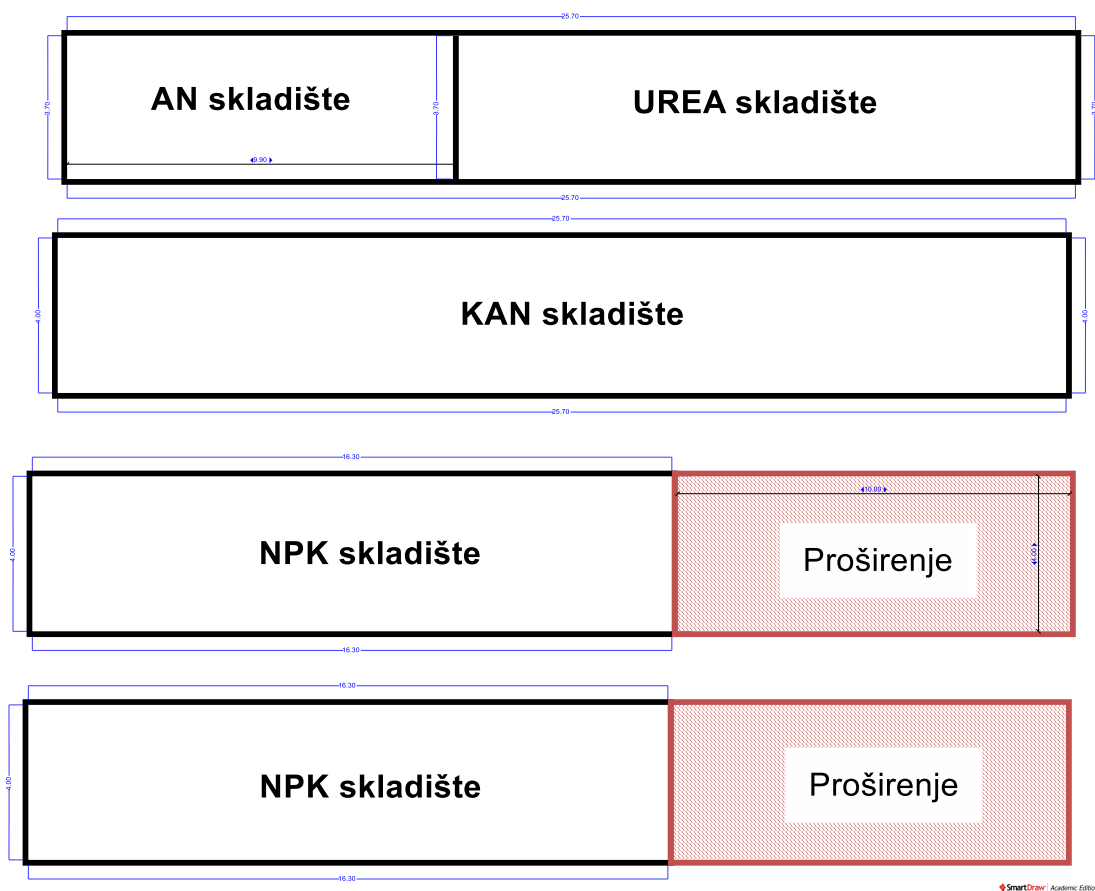 25.70
3.70
AN skladište
3.70
UREA skladište
9.90
25.70
25.70
4.00
KAN skladište
4.00
25.70
16.30
4.00
NPK skladište
10.00
Proširenje
4.00
16.30
16.30
4.00
NPK skladište
Proširenje
16.30
SmartDraw Academic Editio